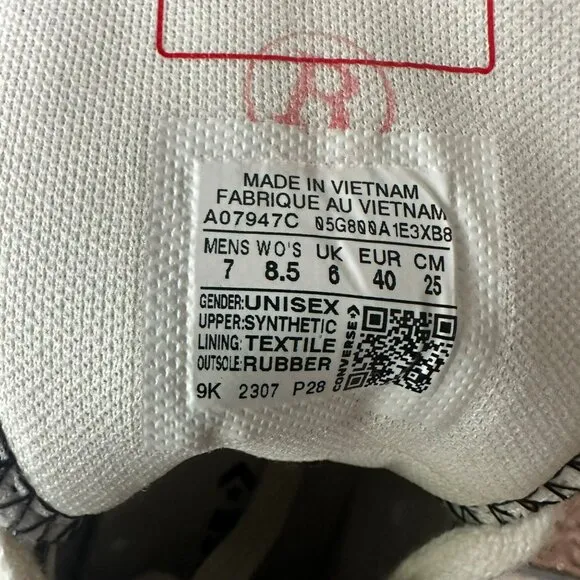 R
MADE IN VIETNAM
FABRIQUE AU VIETNAM
A07947C 05G800A1E3XB8
MENS WO'S UK EUR CM
7 8.5 6 40 25
GENDER:UNISEX
UPPER:SYNTHETIC
LINING:TEXTILE
OUTSOLE:RUBBER
CONVERSE
9K 2307 P28